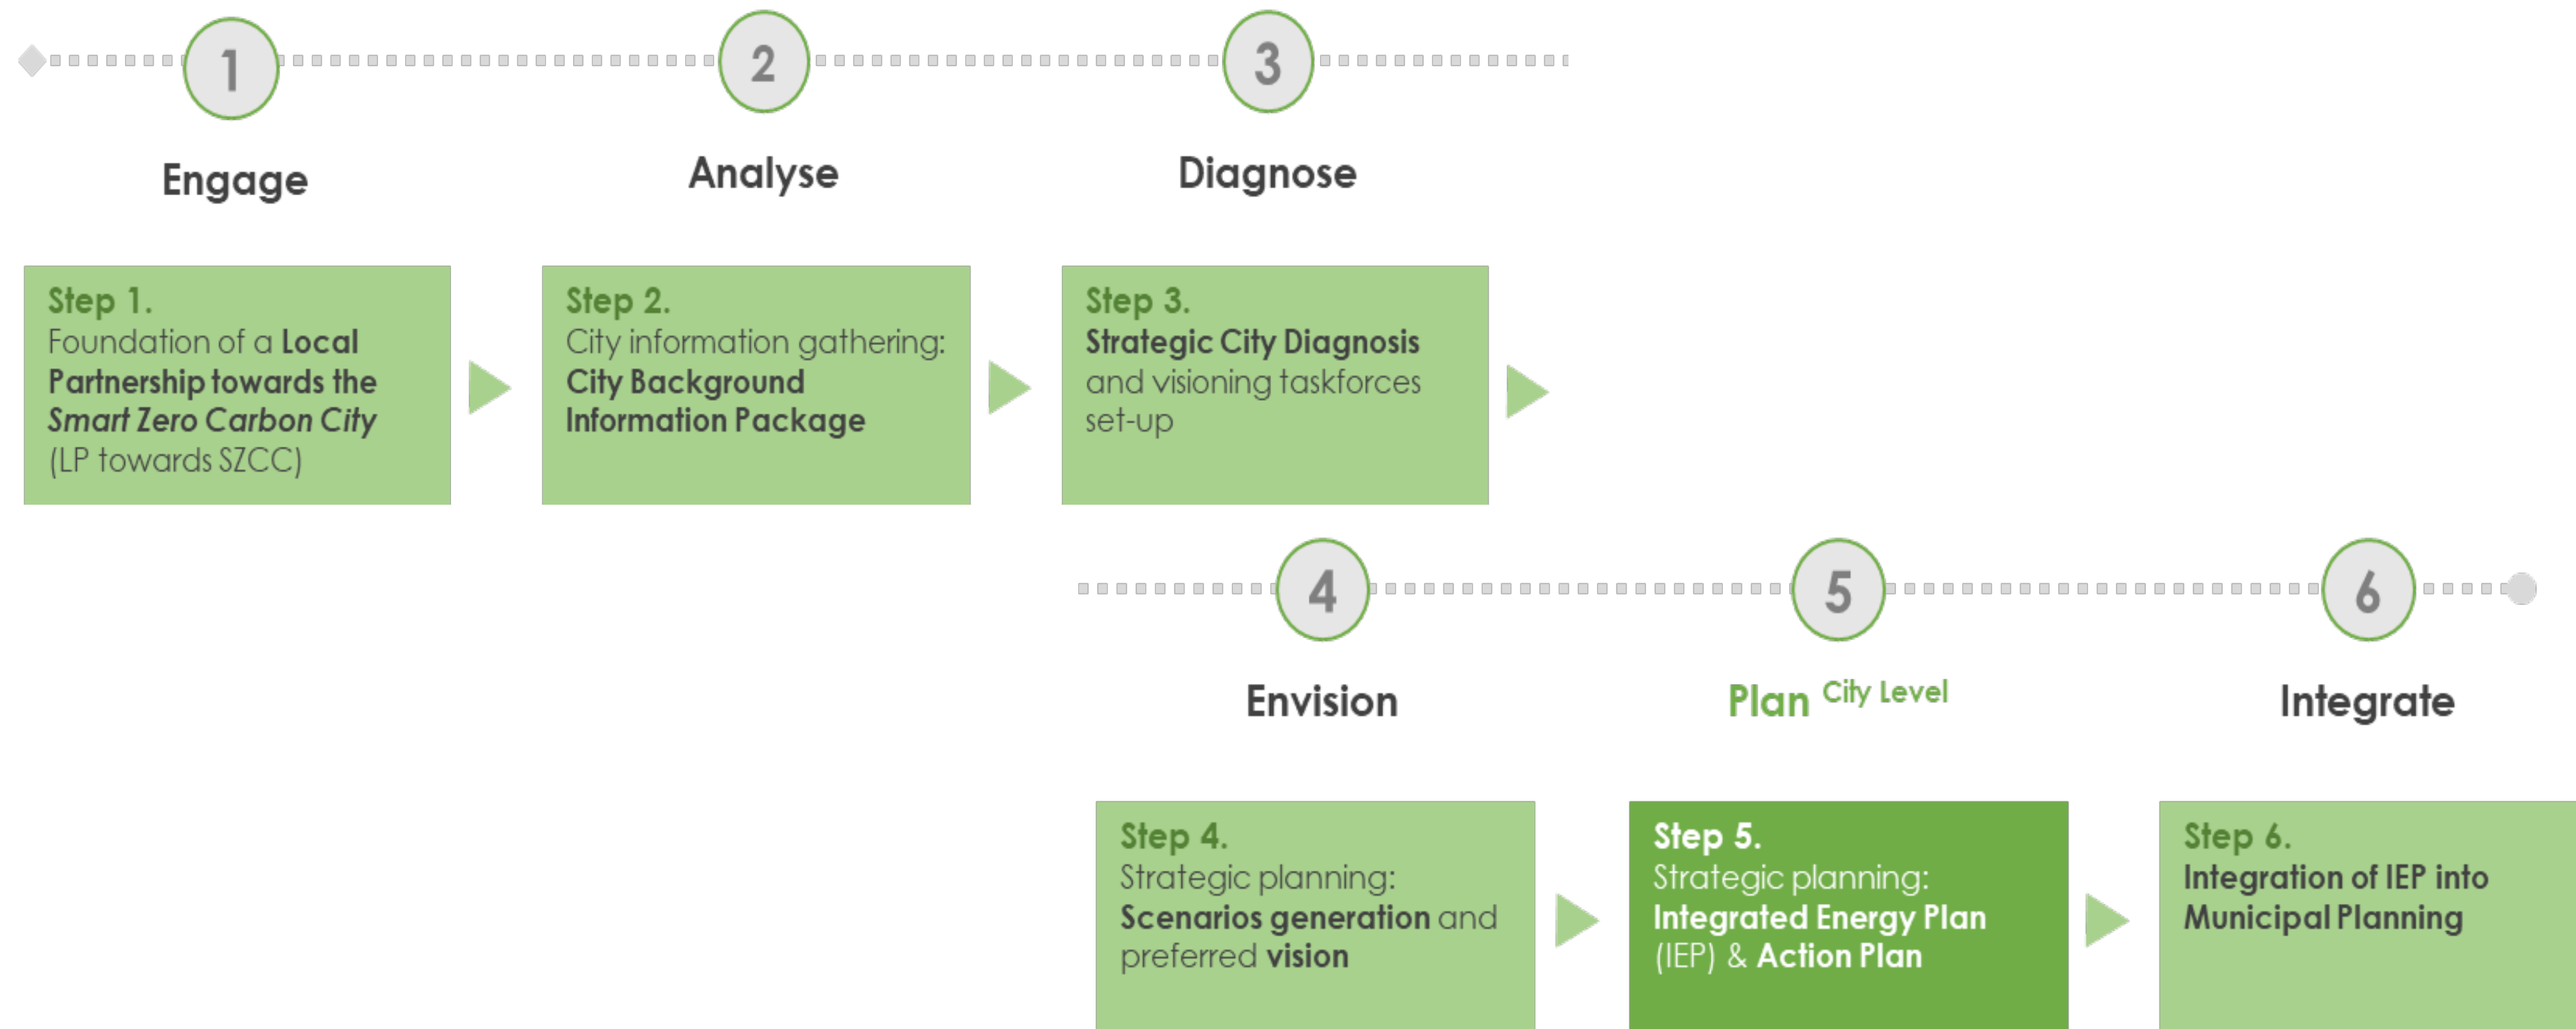 1
2
3
Engage
Analyse
Diagnose
Step 1.
Foundation of a Local
Partnership towards the
Smart Zero Carbon City
(LP towards SZCC)
Step 2.
City information gathering:
City Background
Information Package
Step 3.
Strategic City Diagnosis
and visioning taskforces
set-up
4
5
6
Envision
Plan City Level
Integrate
Step 4.
Strategic planning:
Scenarios generation and
preferred vision
Step 5.
Strategic planning:
Integrated Energy Plan
(IEP) & Action Plan
Step 6.
Integration of IEP into
Municipal Planning